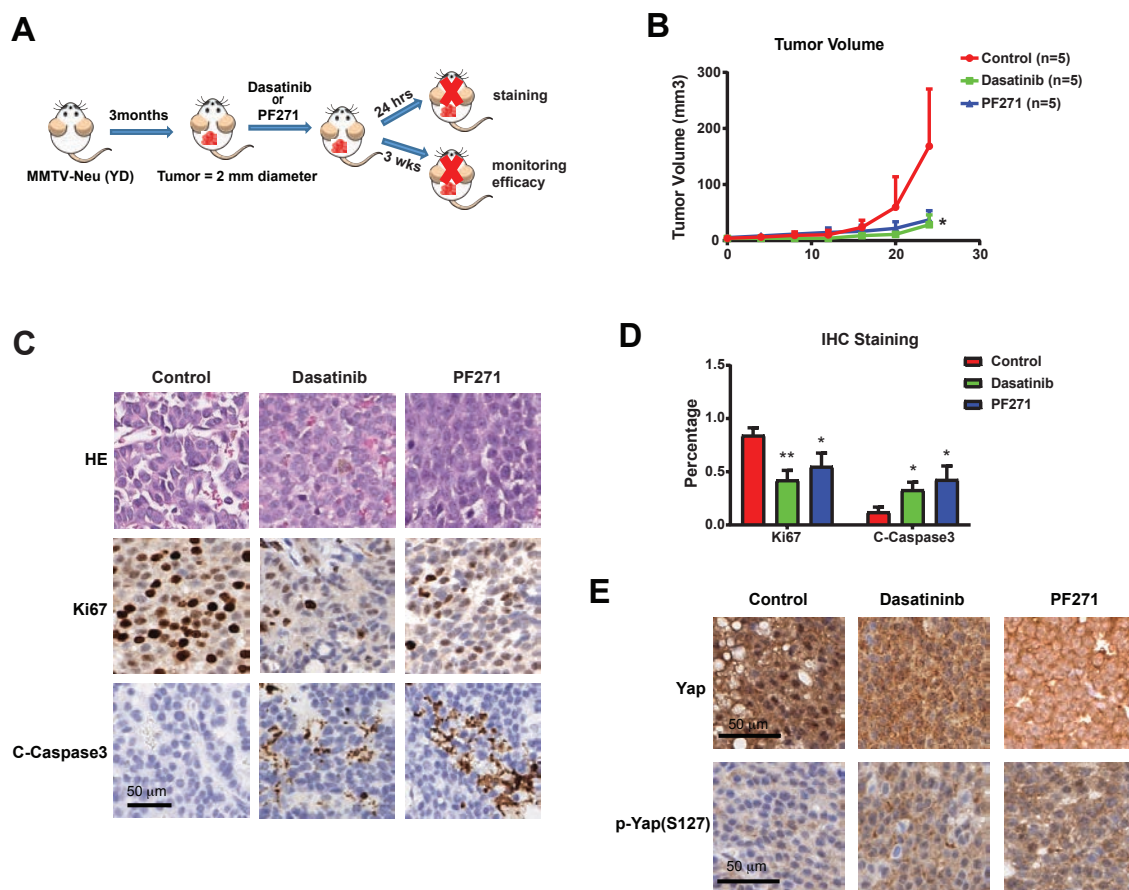 A
MMTV-Neu (YD)
3months
Tumor = 2 mm diameter
Dasatinib
or
PF271
24 hrs
3 wks
staining
monitoring
efficacy
B
Tumor Volume
Control (n=5)
Dasatinib (n=5)
PF271 (n=5)
Tumor Volume (mm3)
300
200
100
0
*
0
10
20
30
C
Control
Dasatinib
PF271
HE
Ki67
C-Caspase3
50 μm
D
IHC Staining
Control
Dasatinib
PF271
Percentage
1.5
1.0
0.5
0.0
**
*
*
*
Ki67
C-Caspase3
E
Control
Dasatininb
PF271
Yap
50 μm
p-Yap(S127)
50 μm